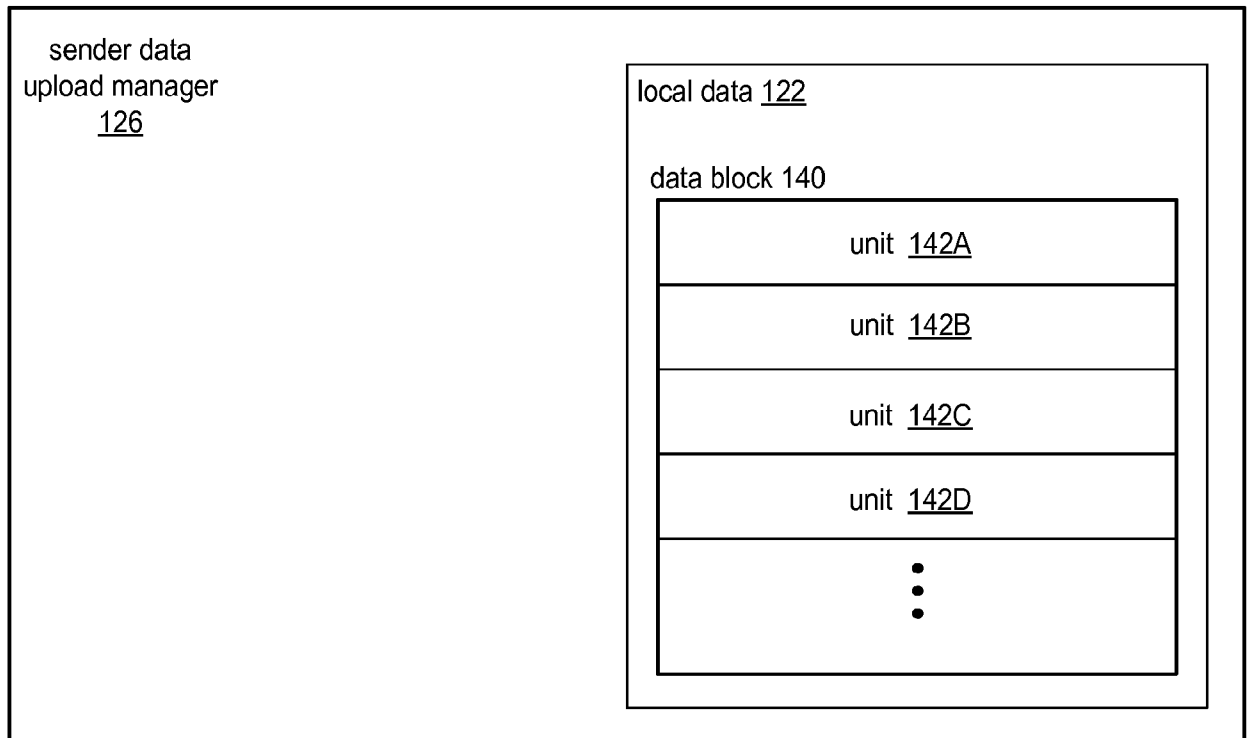 sender data
upload manager
126
local data 122
data block 140
unit 142A
unit 142B
unit 142C
unit 142D